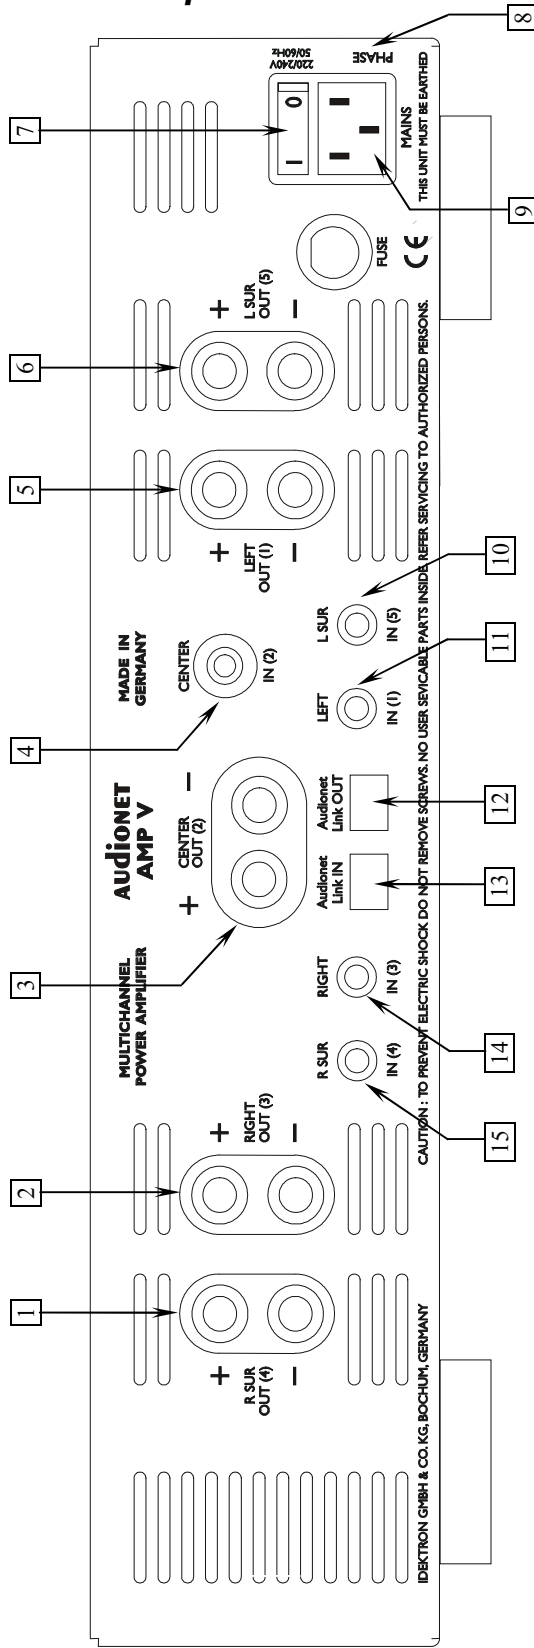 1
2
3
4
5
6
7
MULTICHANNEL
POWER AMPLIFIER
AUDIONET
AMP V
MADE IN
GERMANY
+
R SUR
OUT (4)
–
+
RIGHT
OUT (3)
–
+
CENTER
OUT (2)
–
CENTER
IN (2)
+
LEFT
OUT (1)
–
+
L SUR
OUT (5)
–
FUSE
CE
220/240V
50/60Hz
I
0
PHASE
MAINS
THIS UNIT MUST BE EARTHED
R SUR
IN (4)
RIGHT
IN (3)
Audionet
Link IN
Audionet
Link OUT
LEFT
IN (1)
L SUR
IN (5)
IDEKTRON GMBH & CO. KG, BOCHUM, GERMANY
CAUTION : TO PREVENT ELECTRIC SHOCK DO NOT REMOVE SCREWS. NO USER SEVICABLE PARTS INSIDE. REFER SERVICING TO AUTHORIZED PERSONS.
15
14
13
12
11
10
9
8